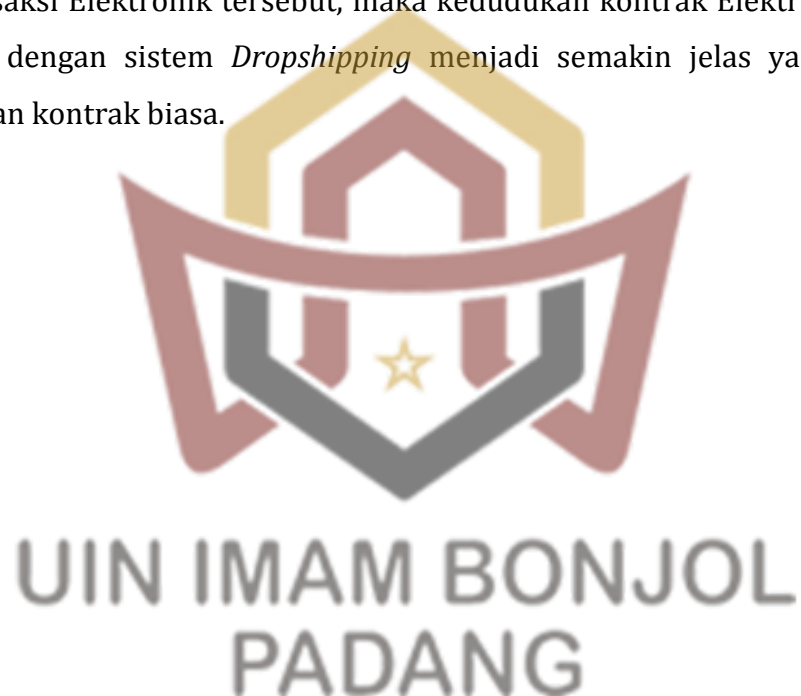 saksi Elektronik tersebut, maka kedudukan kontrak Elekti
dengan sistem Dropshipping menjadi semakin jelas ya
an kontrak biasa.
UIN IMAM BONJOL
PADANG